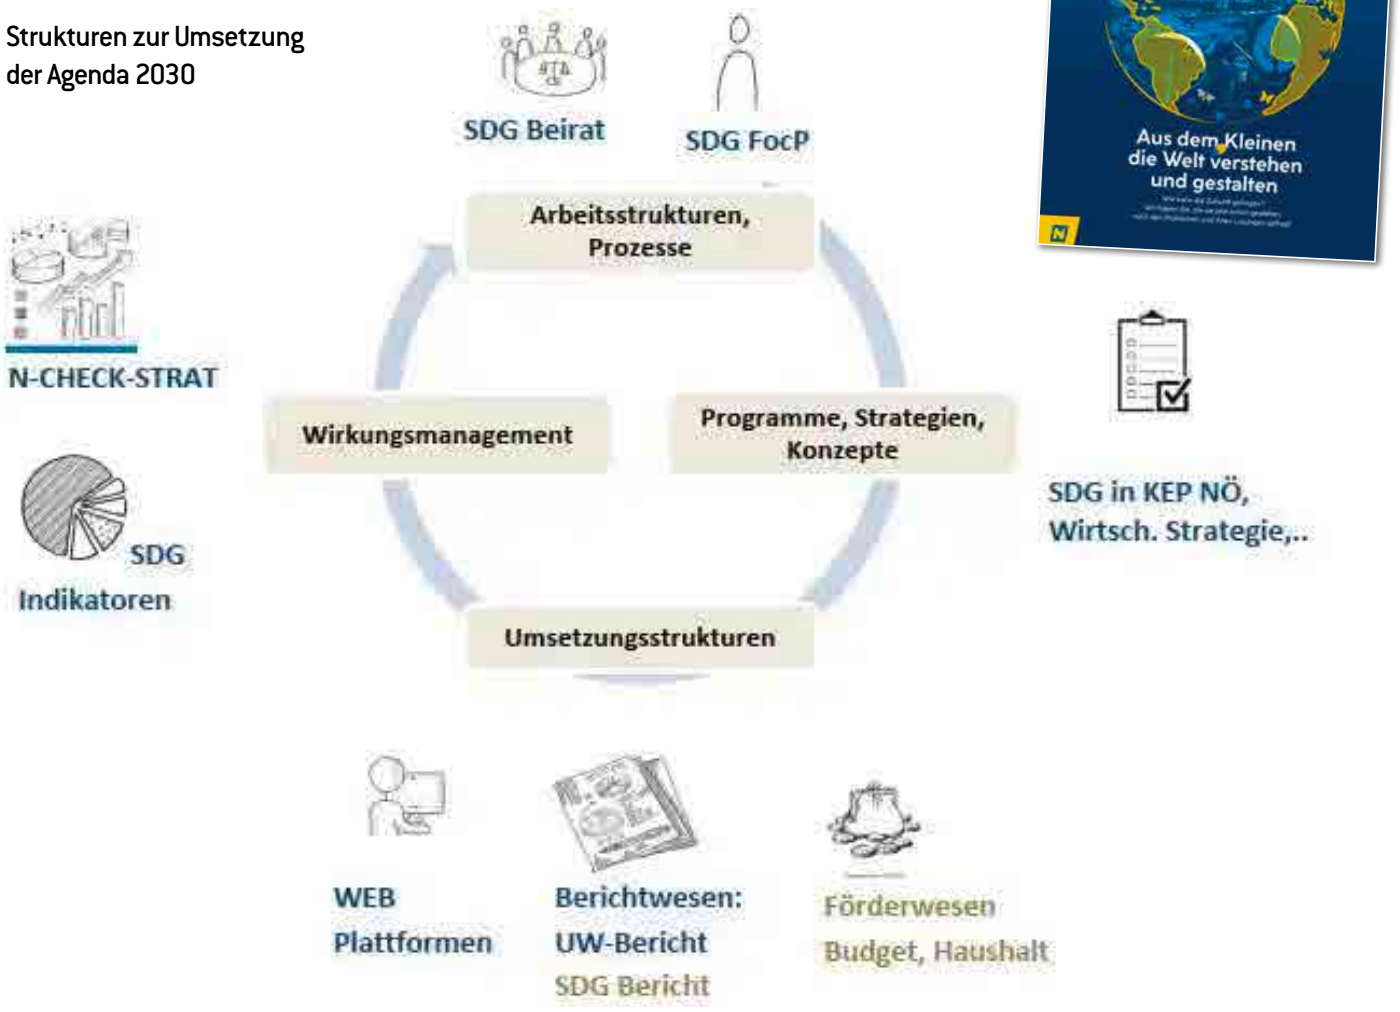 Strukturen zur Umsetzung
der Agenda 2030
SDG Beirat
SDG FocP
Aus dem Kleinen
die Welt verstehen
und gestalten
N
Arbeitsstrukturen,
Prozesse
N-CHECK-STRAT
Wirkungsmanagement
Programme, Strategien,
Konzepte
SDG in KEP NÖ,
Wirtsch. Strategie,..
SDG
Indikatoren
Umsetzungsstrukturen
WEB
Plattformen
Berichtwesen:
UW-Bericht
SDG Bericht
Förderwesen
Budget, Haushalt